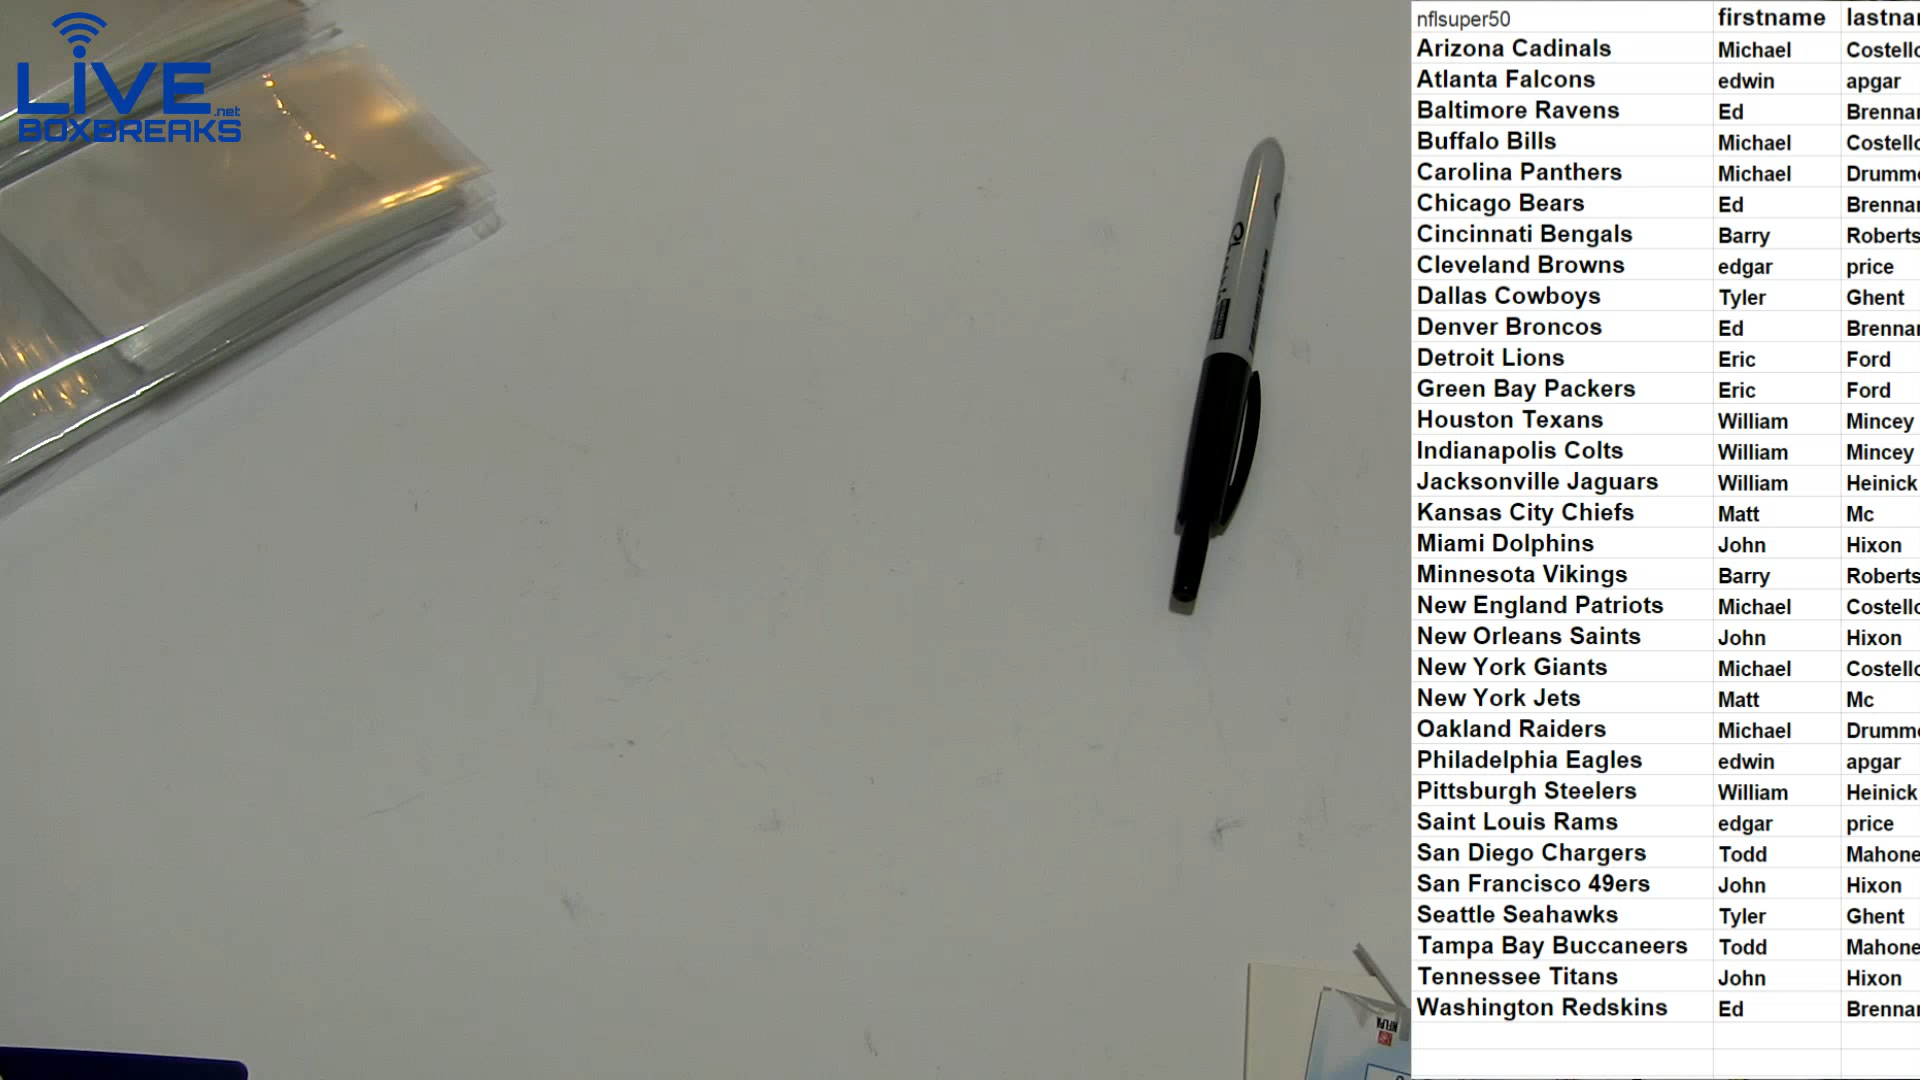 LiVE.net
BOXBREAKS
nflsuper50 firstname lastna
Arizona Cadinals Michael Costello
Atlanta Falcons edwin apgar
Baltimore Ravens Ed Brennan
Buffalo Bills Michael Costello
Carolina Panthers Michael Drummo
Chicago Bears Ed Brennan
Cincinnati Bengals Barry Roberts
Cleveland Browns edgar price
Dallas Cowboys Tyler Ghent
Denver Broncos Ed Brennan
Detroit Lions Eric Ford
Green Bay Packers Eric Ford
Houston Texans William Mincey
Indianapolis Colts William Mincey
Jacksonville Jaguars William Heinick
Kansas City Chiefs Matt Mc
Miami Dolphins John Hixon
Minnesota Vikings Barry Roberts
New England Patriots Michael Costello
New Orleans Saints John Hixon
New York Giants Michael Costello
New York Jets Matt Mc
Oakland Raiders Michael Drummo
Philadelphia Eagles edwin apgar
Pittsburgh Steelers William Heinick
Saint Louis Rams edgar price
San Diego Chargers Todd Mahone
San Francisco 49ers John Hixon
Seattle Seahawks Tyler Ghent
Tampa Bay Buccaneers Todd Mahone
Tennessee Titans John Hixon
Washington Redskins Ed Brennan
NFLPA